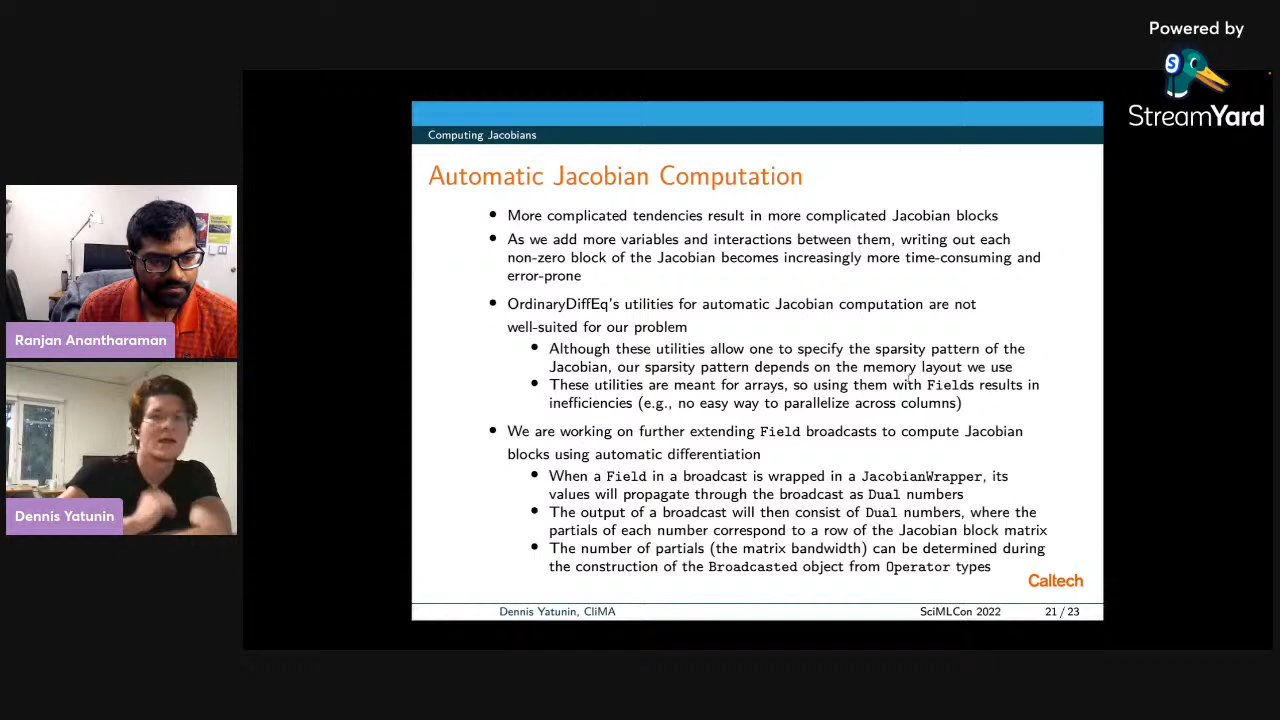 Powered by
S
StreamYard
Computing Jacobians
Automatic Jacobian Computation
• More complicated tendencies result in more complicated Jacobian blocks
• As we add more variables and interactions between them, writing out each
non-zero block of the Jacobian becomes increasingly more time-consuming and
error-prone
• OrdinaryDiffEq's utilities for automatic Jacobian computation are not
well-suited for our problem
• Although these utilities allow one to specify the sparsity pattern of the
Jacobian, our sparsity pattern depends on the memory layout we use
• These utilities are meant for arrays, so using them with Fields results in
inefficiencies (e.g., no easy way to parallelize across columns)
• We are working on further extending Field broadcasts to compute Jacobian
blocks using automatic differentiation
• When a Field in a broadcast is wrapped in a JacobianWrapper, its
values will propagate through the broadcast as Dual numbers
• The output of a broadcast will then consist of Dual numbers, where the
partials of each number correspond to a row of the Jacobian block matrix
• The number of partials (the matrix bandwidth) can be determined during
the construction of the Broadcasted object from Operator types
Caltech
Dennis Yatunin, CliMA
SciMLCon 2022
21 / 23
Ranjan Anantharaman
Dennis Yatunin